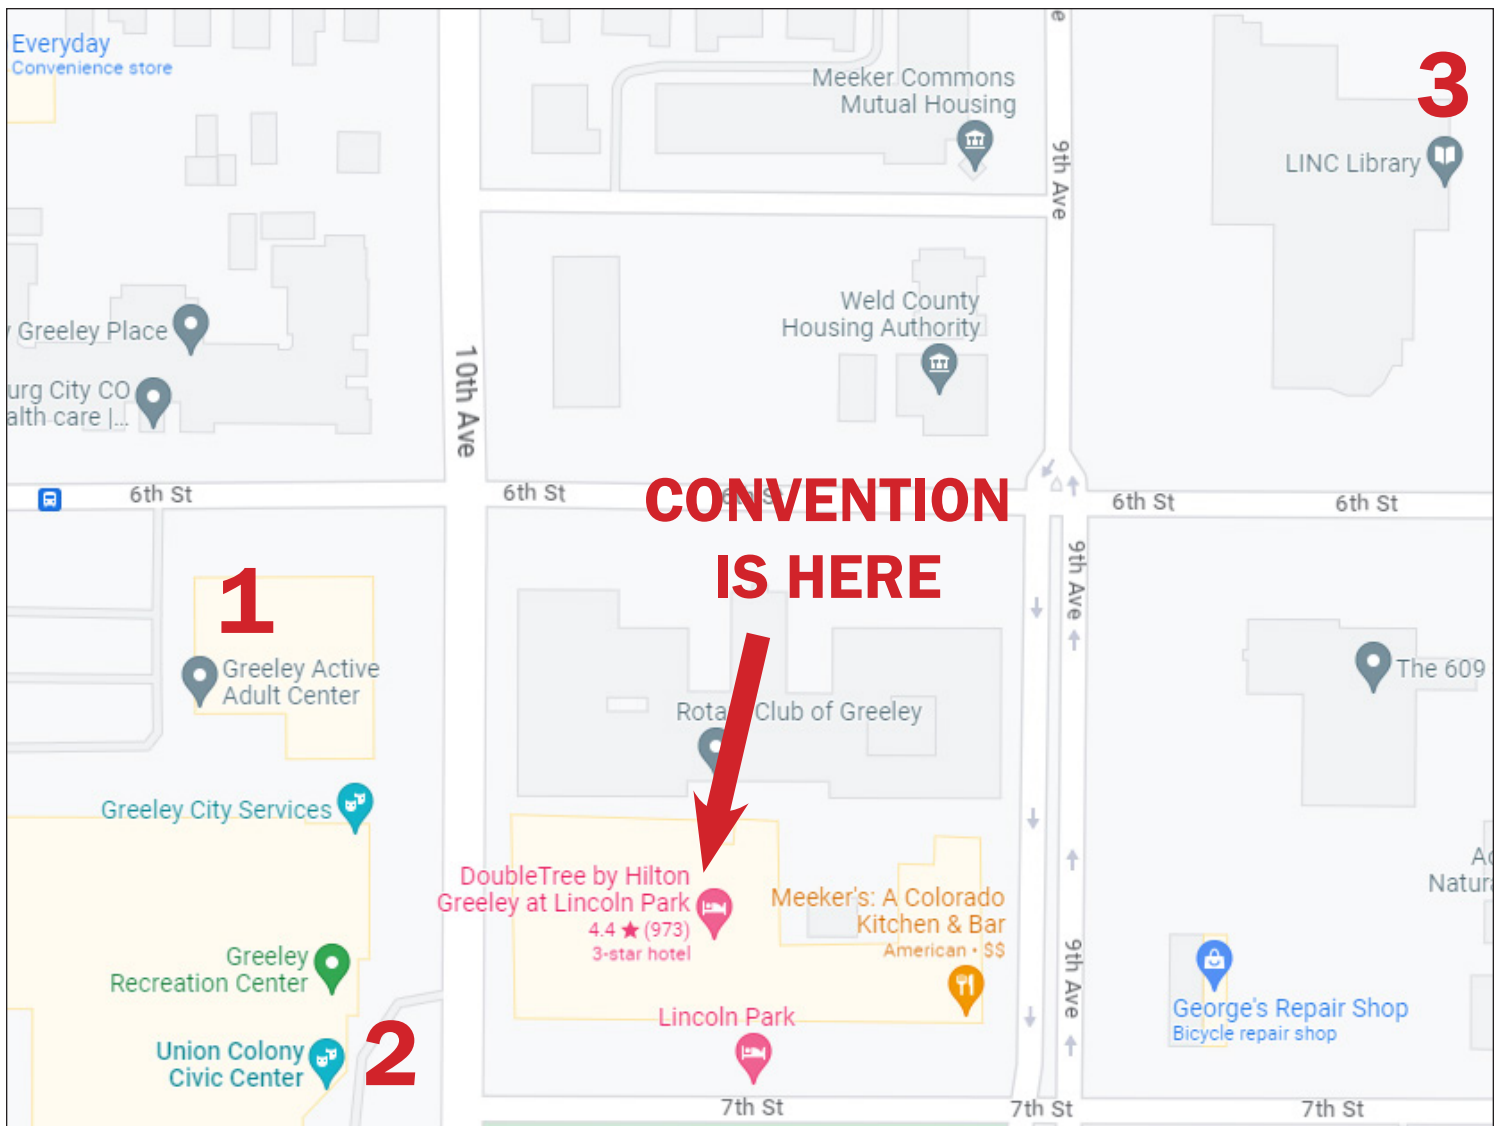 Everyday
Convenience store
e
Meeker Commons
Mutual Housing
3
9th Ave
LINC Library
Greeley Place
urg City CO
alth care |...
10th Ave
Weld County
Housing Authority
6th St
6th St
6th St
6th St
CONVENTION
IS HERE
9th Ave
1
Greeley Active
Adult Center
The 609
Club of Greeley
Greeley City Services
DoubleTree by Hilton
Greeley at Lincoln Park
4.4 ★ (973)
3-star hotel
Meeker's: A Colorado
Kitchen & Bar
American • $$
Greeley
Recreation Center
9th Ave
George's Repair Shop
Bicycle repair shop
Lincoln Park
2
Union Colony
Civic Center
7th St
7th St
7th St